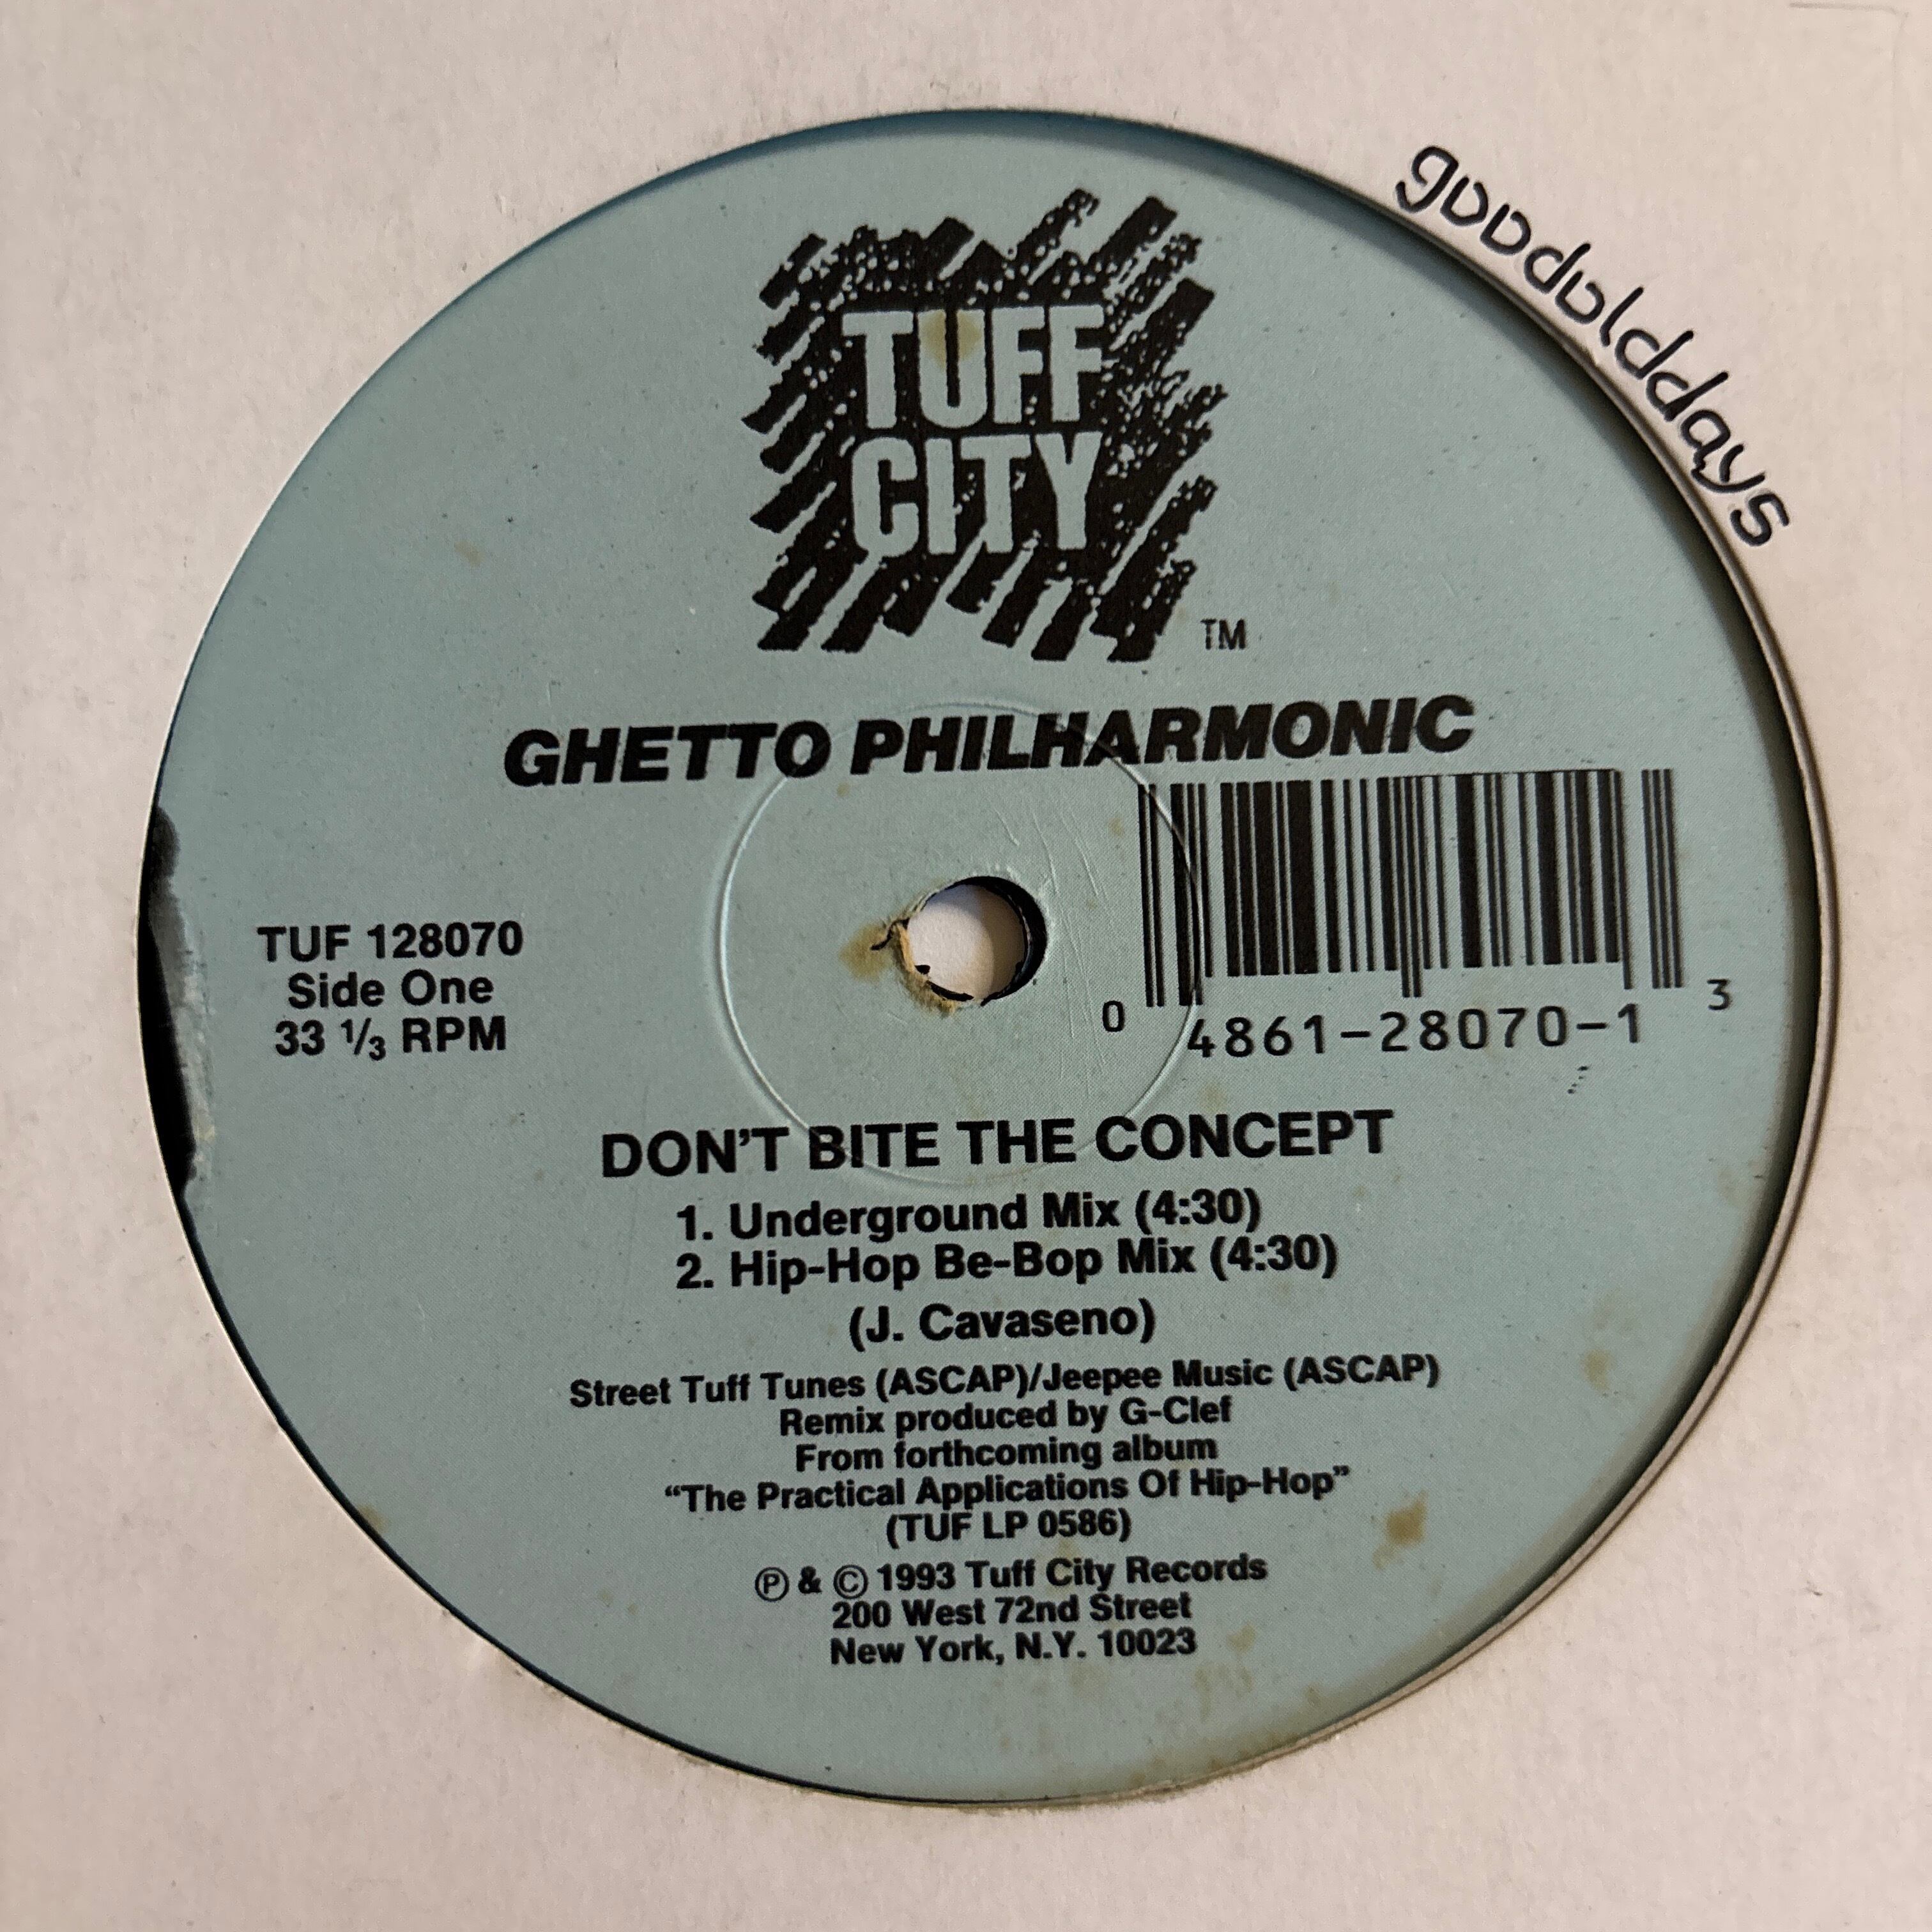 gooddolddays
TUFF
CITY
TM
GHETTO PHILHARMONIC
TUF 128070
Side One
33 ⅓ RPM
0 4861-28070-1 3
DON'T BITE THE CONCEPT
1. Underground Mix (4:30)
2. Hip-Hop Be-Bop Mix (4:30)
(J. Cavaseno)
Street Tuff Tunes (ASCAP)/Jeepee Music (ASCAP)
Remix produced by G-Clef
From forthcoming album
“The Practical Applications Of Hip-Hop”
(TUF LP 0586)
Ⓟ & © 1993 Tuff City Records
200 West 72nd Street
New York, N.Y. 10023